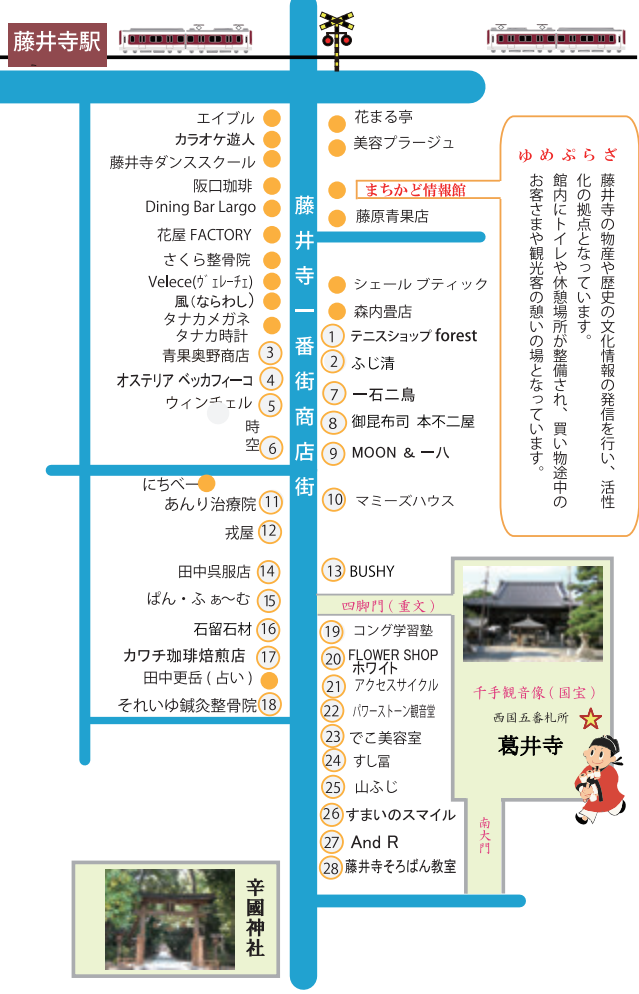 藤井寺駅
エイブル
カラオケ遊人
藤井寺ダンススクール
阪口珈琲
Dining Bar Largo
花屋 FACTORY
さくら整骨院
Velece(ヴェレーチェ)
風(ならわし)
タナカメガネ
タナカ時計
青果奥野商店 3
オステリア ベッカフィーコ 4
ウィンチェル 5
時
空 6
にちべー
あんり治療院 11
戎屋 12
田中呉服店 14
ぱん・ふぁ〜む 15
石留石材 16
カワチ珈琲焙煎店 17
田中更岳(占い)
それいゆ鍼灸整骨院 18
藤井寺一番街商店街
花まる亭
美容プラージュ
まちかど情報館
藤原青果店
シェール ブティック
森内畳店
1 テニスショップ forest
2 ふじ清
7 一石二鳥
8 御昆布司 本不二屋
9 MOON & 一八
10 マミーズハウス
13 BUSHY
四脚門(重文)
19 コング学習塾
20 FLOWER SHOP
ホワイト
21 アクセスサイクル
22 パワーストーン観音堂
23 でこ美容室
24 すし冨
25 山ふじ
26 すまいのスマイル
27 And R
28 藤井寺そろばん教室
ゆめぷらざ
藤井寺の物産や歴史の文化情報の発信を行い、活性
化の拠点となっています。
館内にトイレや休憩場所が整備され、買い物途中の
お客さまや観光客の憩いの場となっています。
千手観音像(国宝)
西国五番札所
葛井寺
南大門
辛國神社